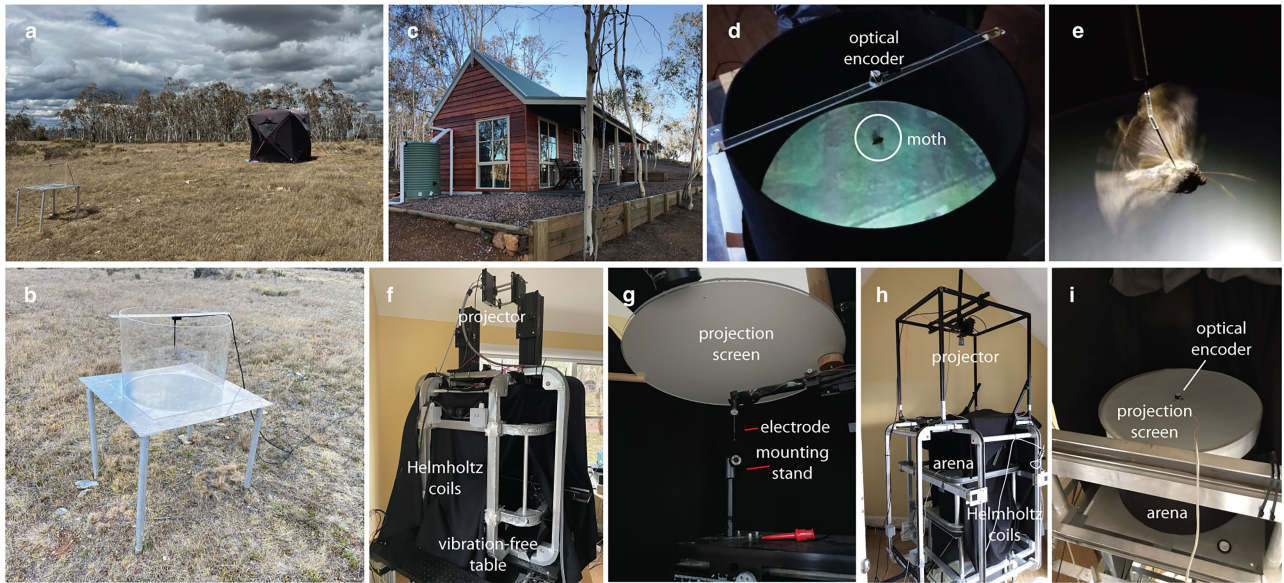 a
c
d
optical
encoder
moth
e
b
f
projector
Helmholtz
coils
vibration-free
table
g
projection
screen
electrode
mounting
stand
h
projector
arena
Helmholtz
coils
i
optical
encoder
projection
screen
arena